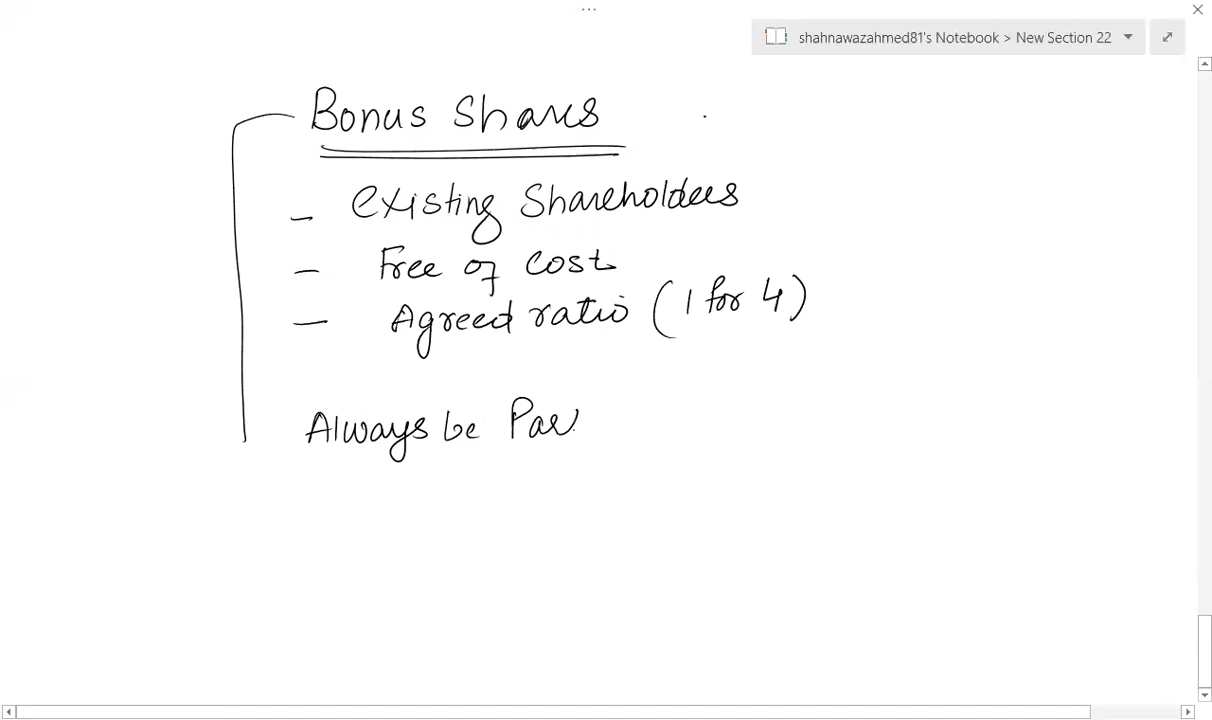 shahnawazahmed81's Notebook > New Section 22
Bonus Shares
- existing Shareholders
- Free of cost
- Agreed ratio (1 for 4)
Always be Par